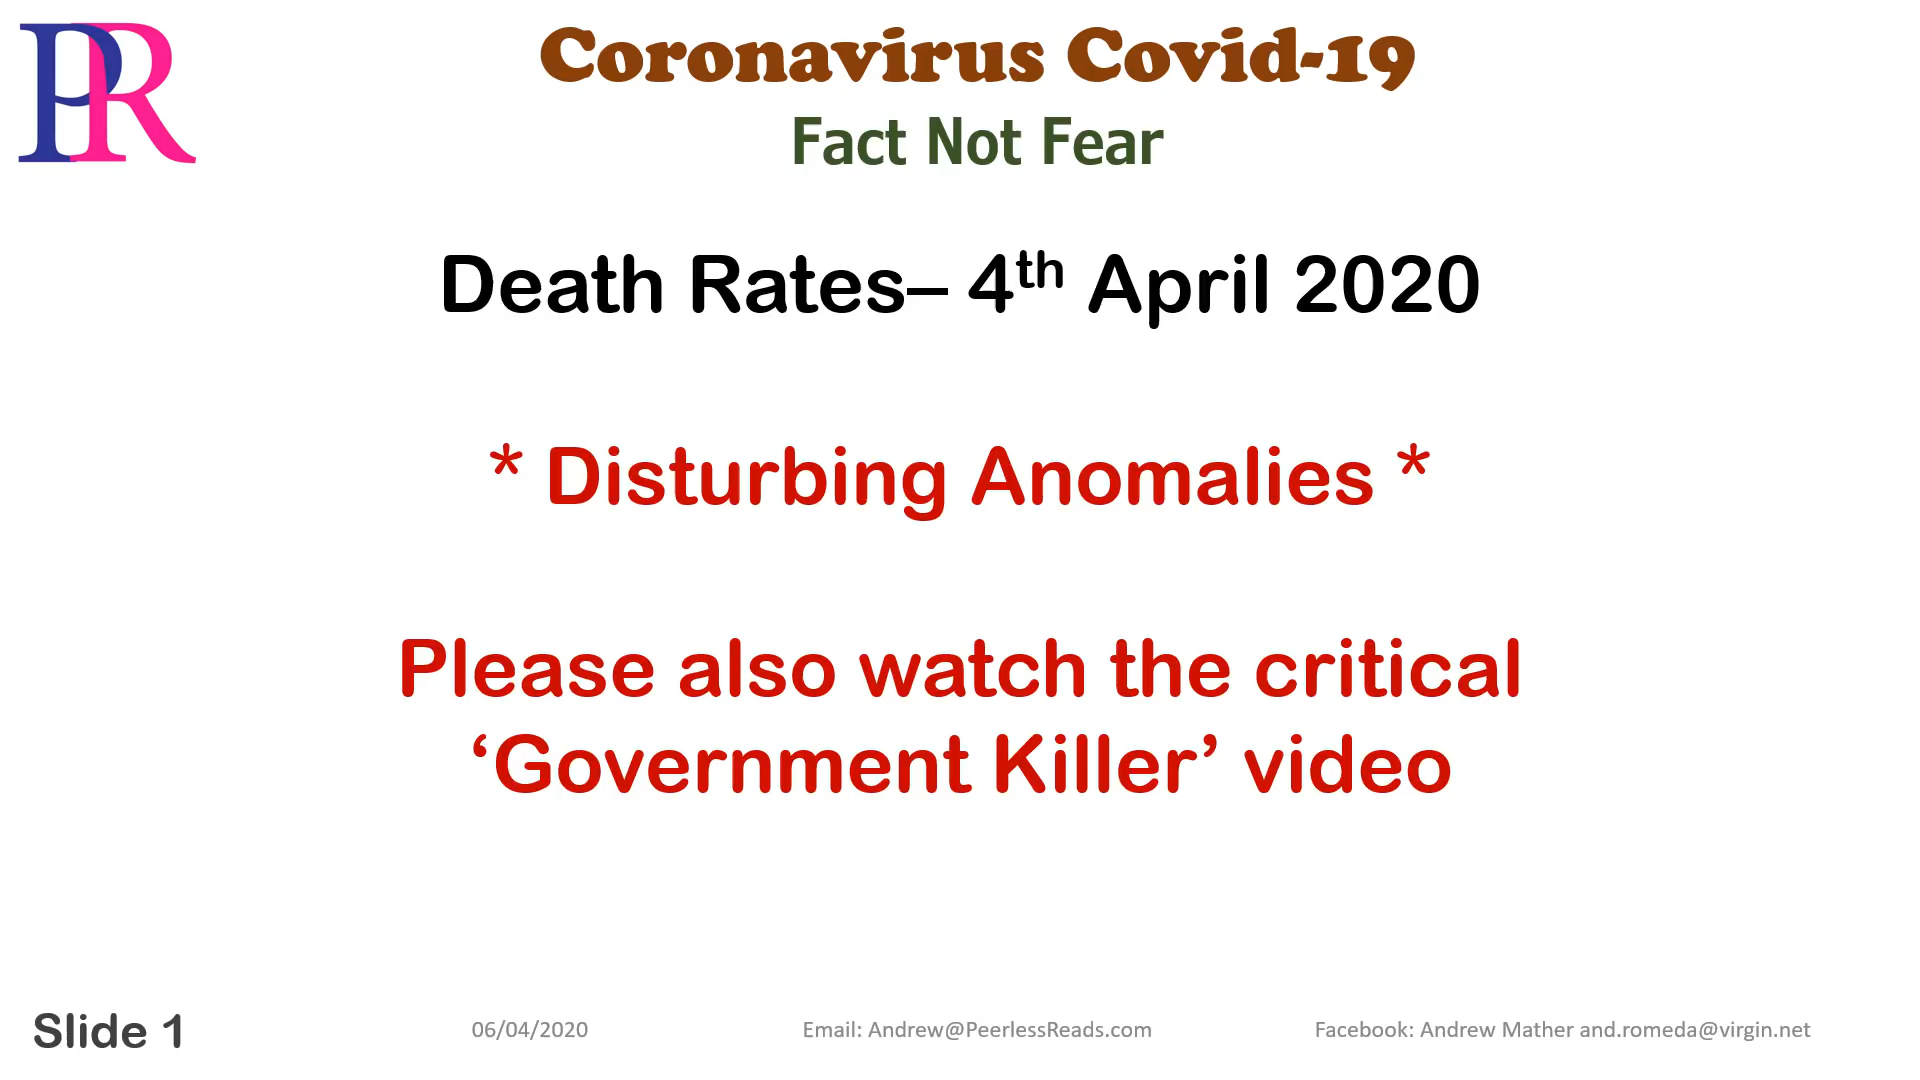 PR
Coronavirus Covid-19
Fact Not Fear
Death Rates– 4th April 2020
* Disturbing Anomalies *
Please also watch the critical
‘Government Killer’ video
Slide 1
06/04/2020
Email: Andrew@PeerlessReads.com
Facebook: Andrew Mather and.romeda@virgin.net